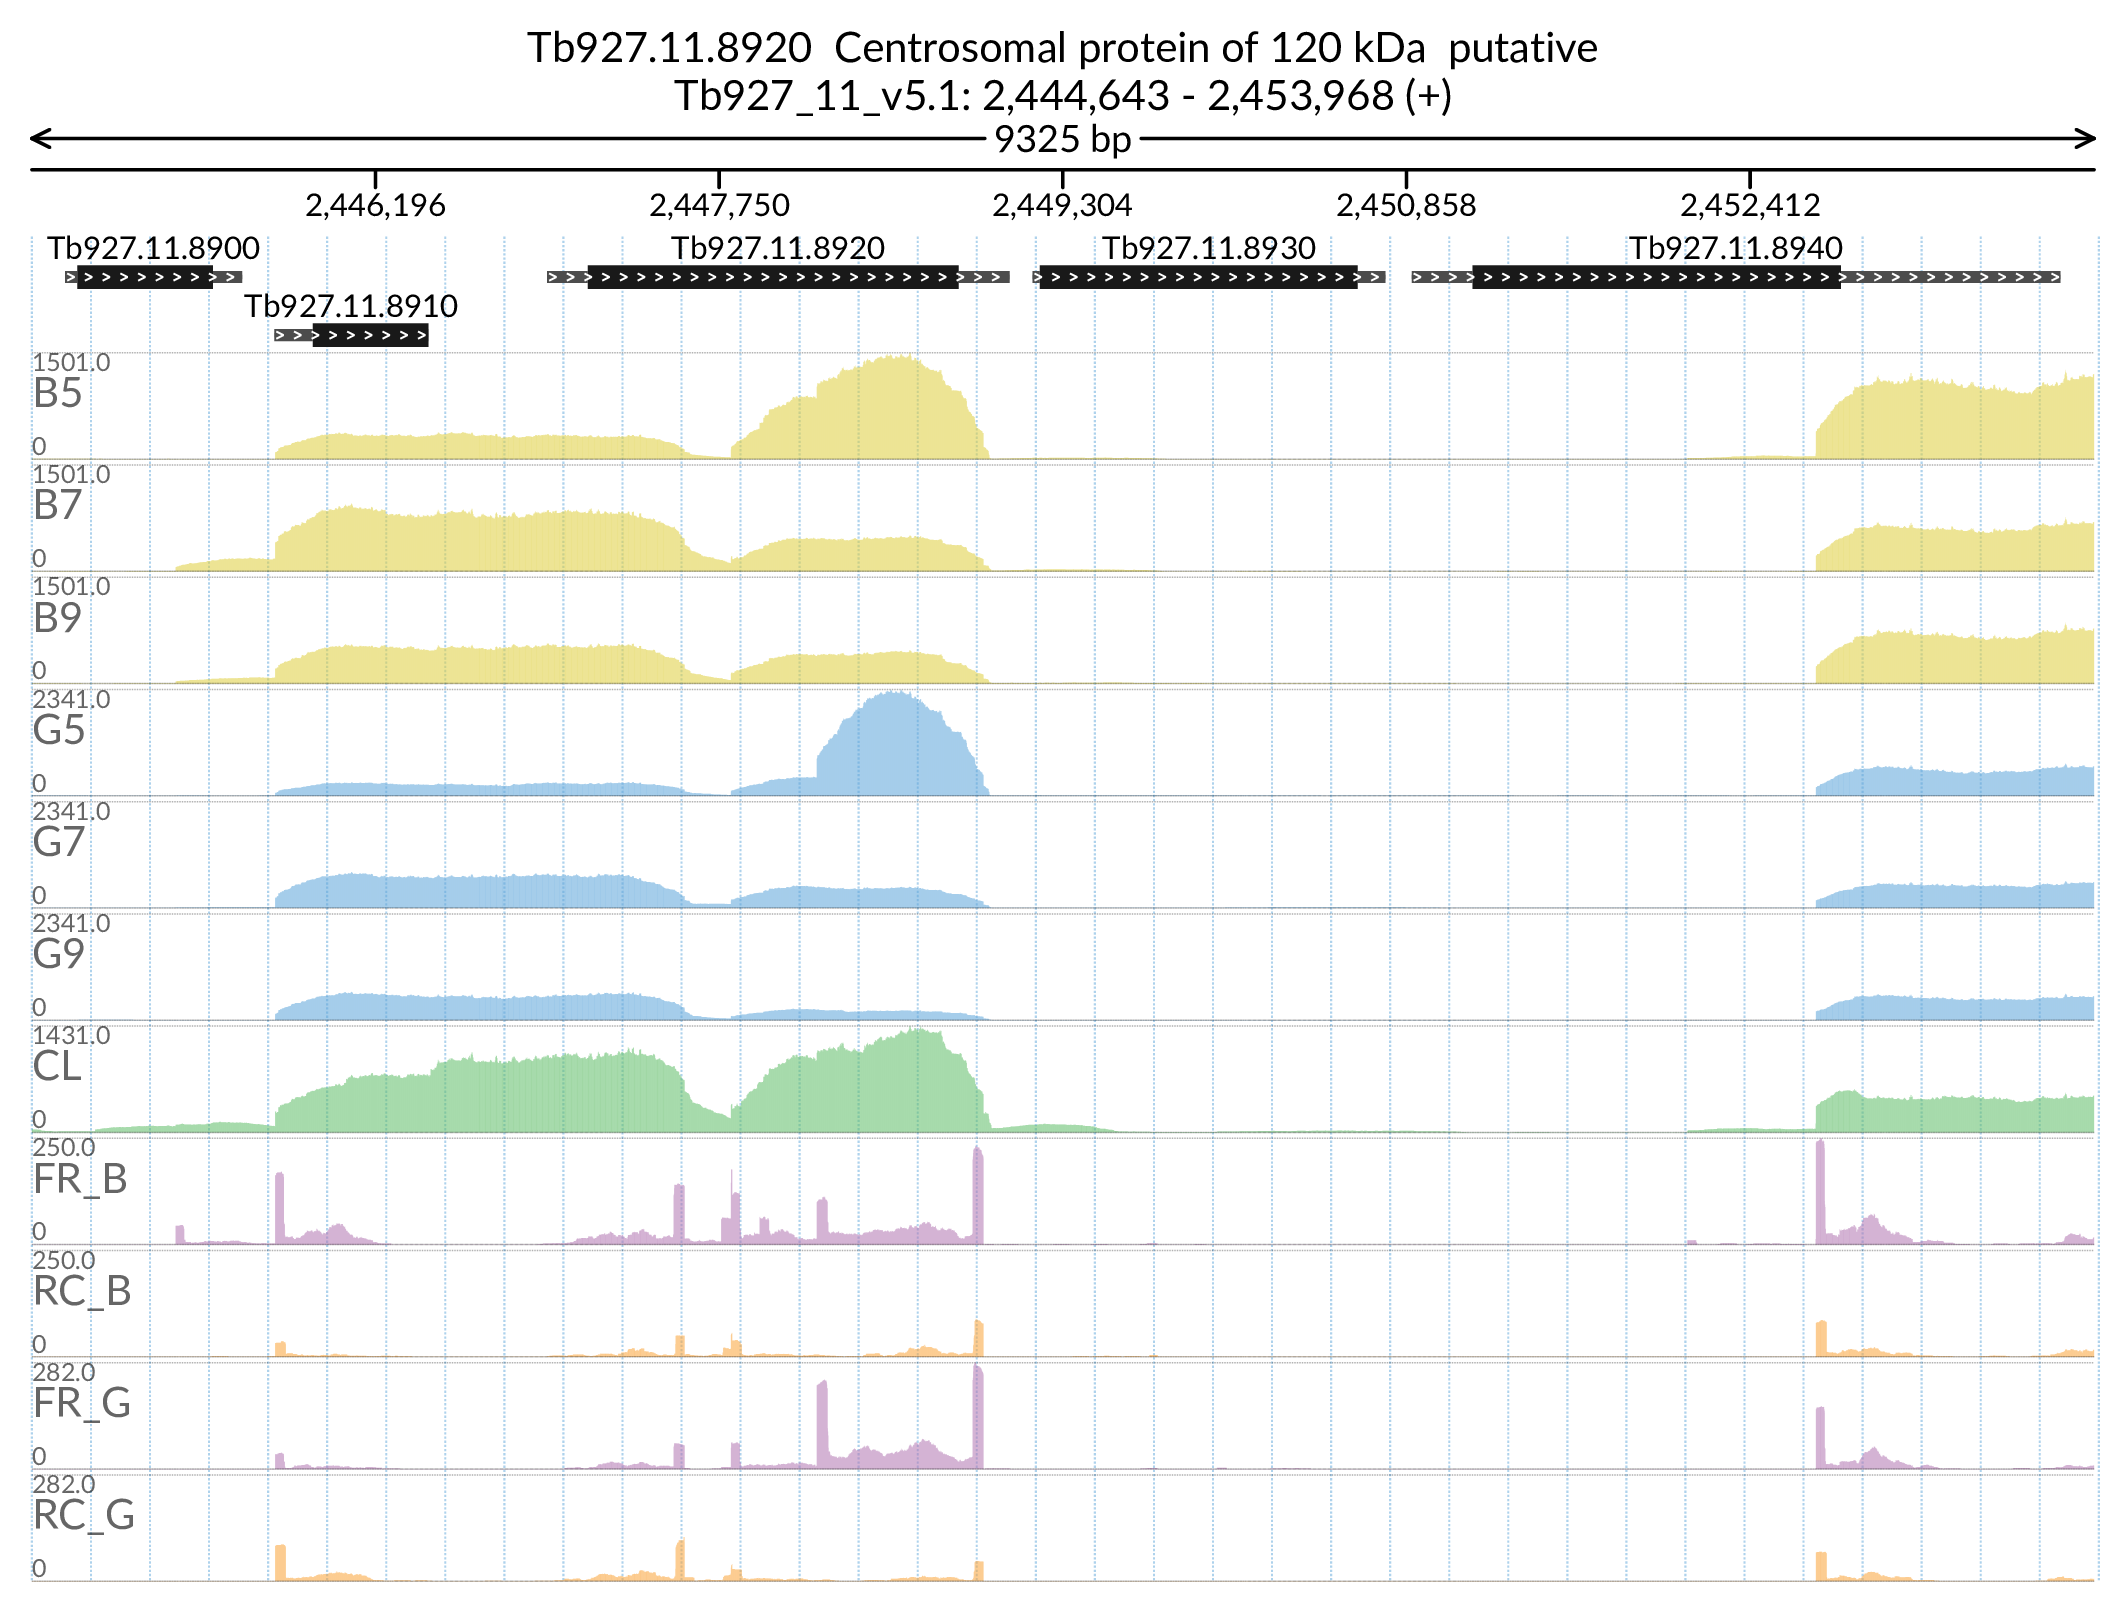 Tb927.11.8920  Centrosomal protein of 120 kDa  putative
Tb927_11_v5.1: 2,444,643 - 2,453,968 (+)
9325 bp
2,446,196 2,447,750 2,449,304 2,450,858 2,452,412
Tb927.11.8900 Tb927.11.8920 Tb927.11.8930 Tb927.11.8940
Tb927.11.8910
1501.0
B5
0
1501.0
B7
0
1501.0
B9
0
2341.0
G5
0
2341.0
G7
0
2341.0
G9
0
1431.0
CL
0
250.0
FR_B
0
250.0
RC_B
0
282.0
FR_G
0
282.0
RC_G
0